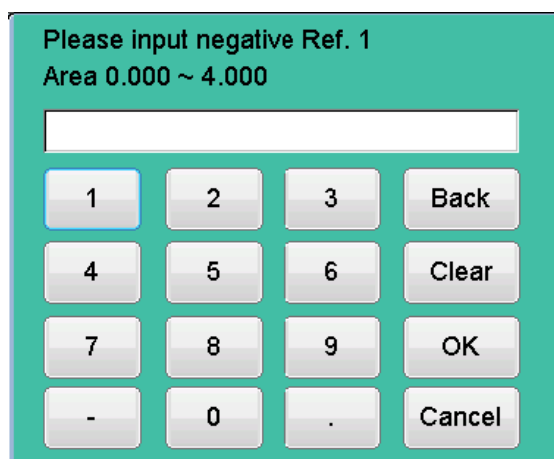 Please input negative Ref. 1
Area 0.000 ~ 4.000
1 2 3 Back
4 5 6 Clear
7 8 9 OK
- 0 . Cancel